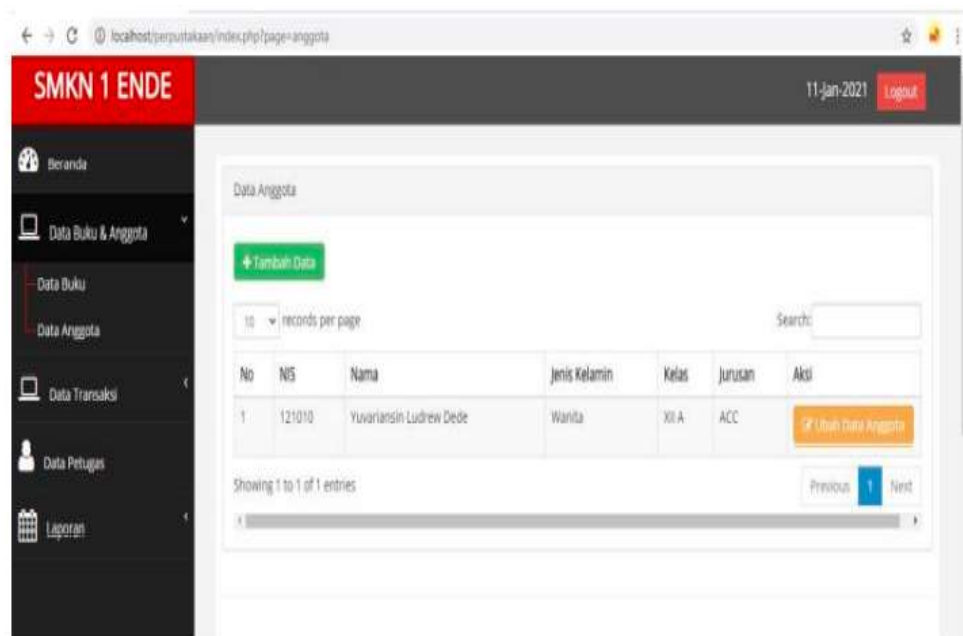 localhost/perpustakaan/index.php?page=anggota
SMKN 1 ENDE
11-Jan-2021 Logout
Beranda
Data Buku & Anggota
Data Buku
Data Anggota
Data Transaksi
Data Petugas
Laporan
Data Anggota
+ Tambah Data
10 records per page
Search:
No NIS Nama Jenis Kelamin Kelas Jurusan Aksi
1 121010 Yuvariansin Ludrew Dede Wanita XII A ACC Ubah Data Anggota
Showing 1 to 1 of 1 entries
Previous 1 Next